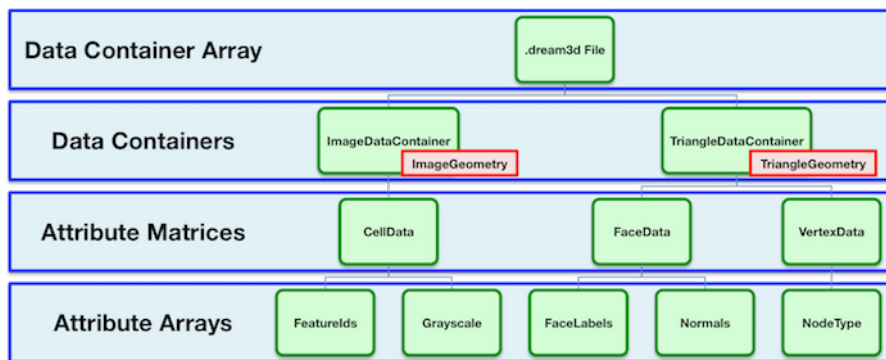 Data Container Array
.dream3d File
Data Containers
ImageDataContainer
ImageGeometry
TriangleDataContainer
TriangleGeometry
Attribute Matrices
CellData
FaceData
VertexData
Attribute Arrays
FeatureIds
Grayscale
FaceLabels
Normals
NodeType